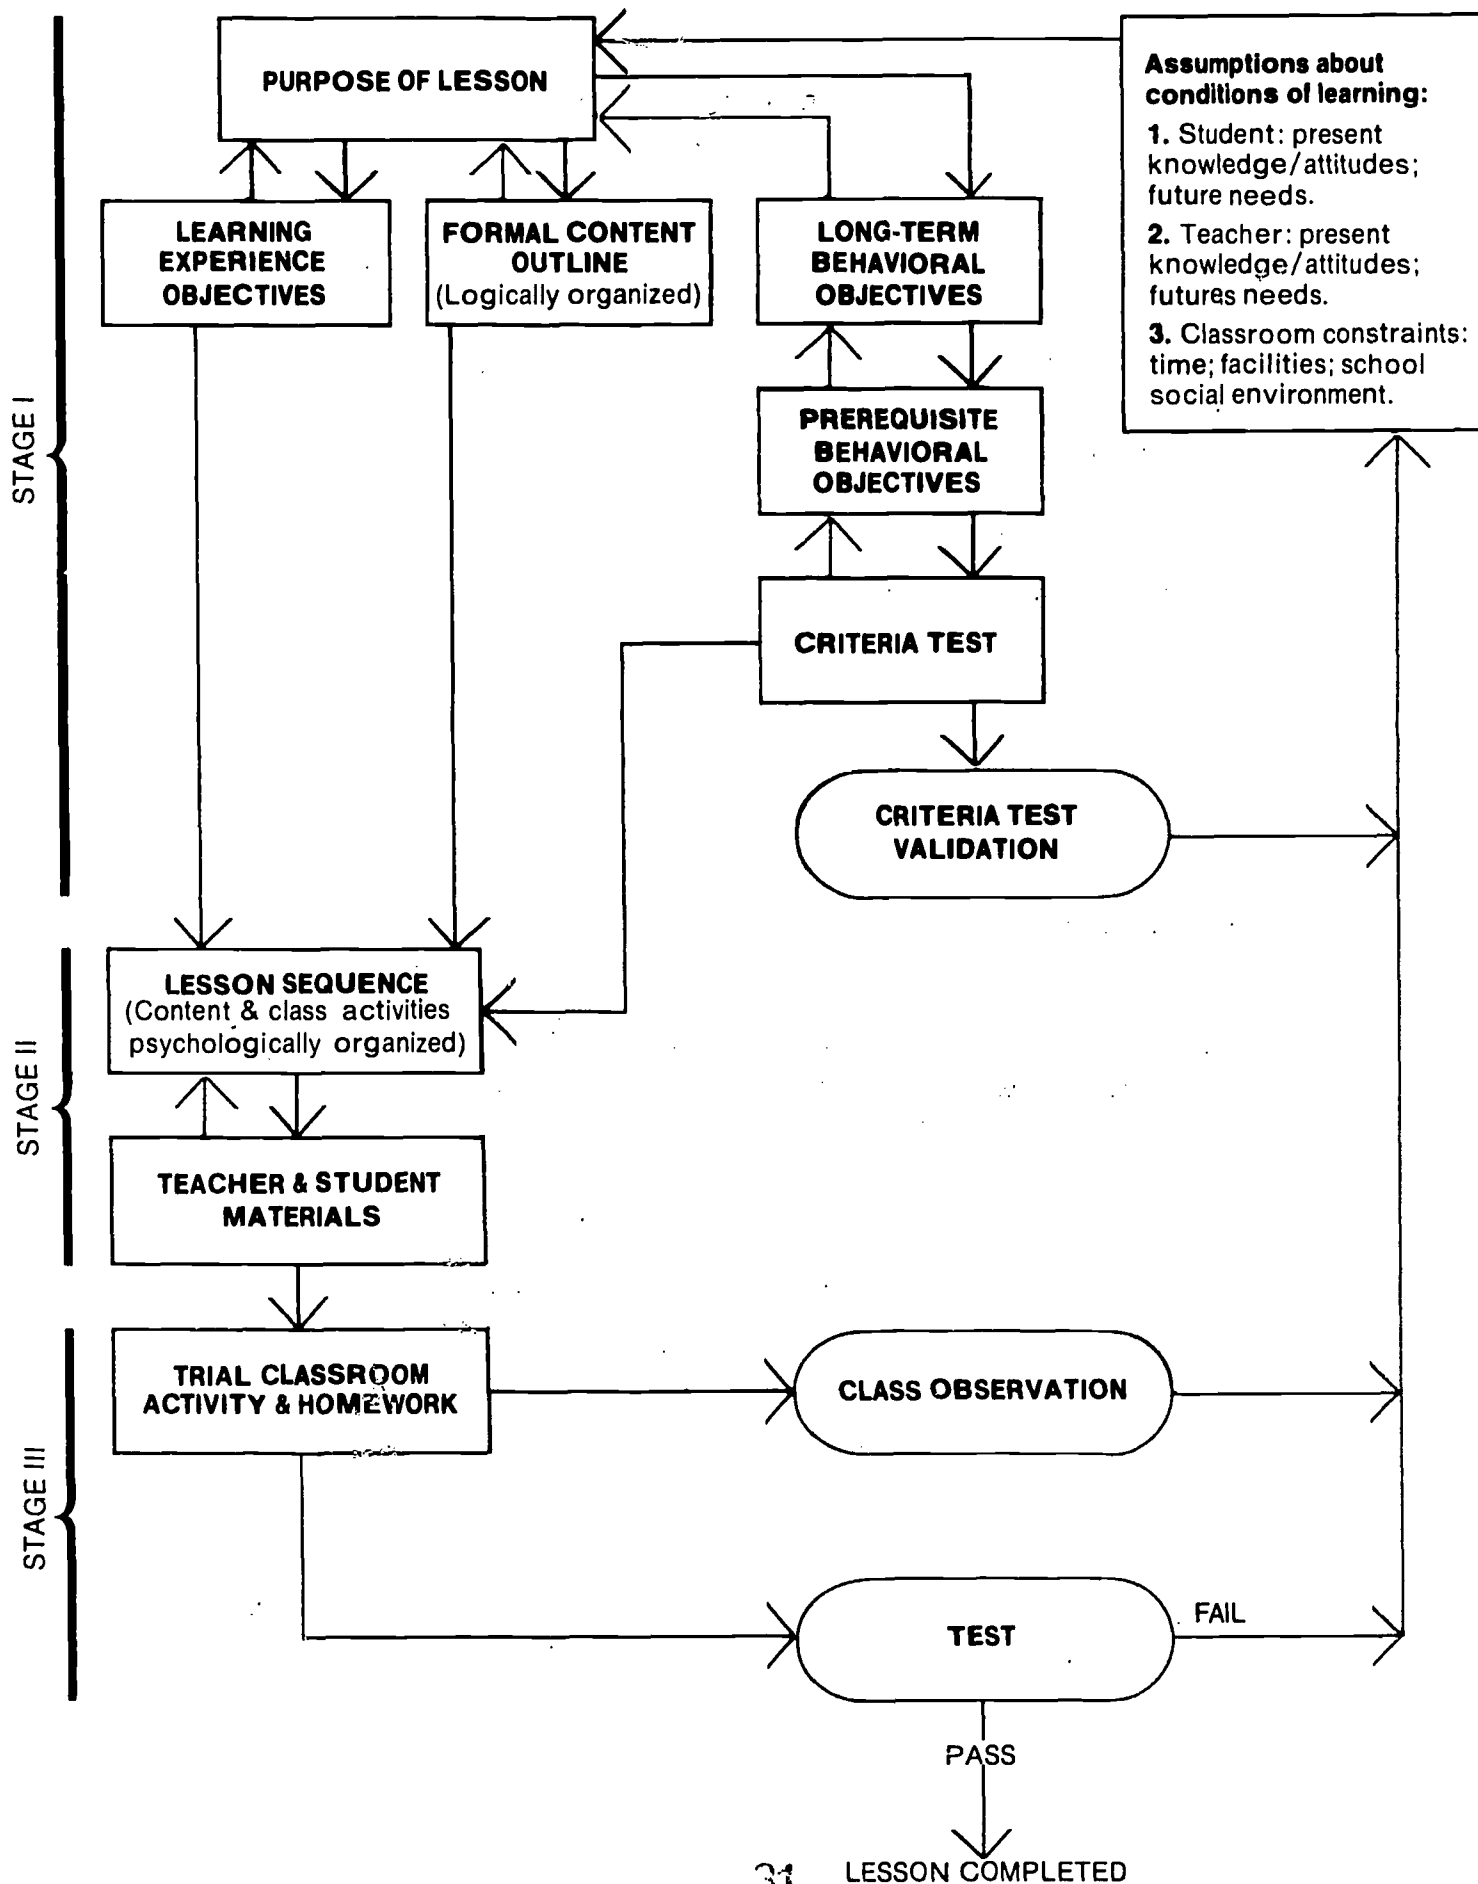 PURPOSE OF LESSON
Assumptions about
conditions of learning:
1. Student: present
knowledge/attitudes;
future needs.
2. Teacher: present
knowledge/attitudes;
futures needs.
3. Classroom constraints:
time; facilities; school
social environment.
LEARNING
EXPERIENCE
OBJECTIVES
FORMAL CONTENT
OUTLINE
(Logically organized)
LONG-TERM
BEHAVIORAL
OBJECTIVES
PREREQUISITE
BEHAVIORAL
OBJECTIVES
STAGE I
CRITERIA TEST
CRITERIA TEST
VALIDATION
LESSON SEQUENCE
(Content & class activities
psychologically organized)
STAGE II
TEACHER & STUDENT
MATERIALS
TRIAL CLASSROOM
ACTIVITY & HOMEWORK
CLASS OBSERVATION
STAGE III
TEST
FAIL
PASS
LESSON COMPLETED